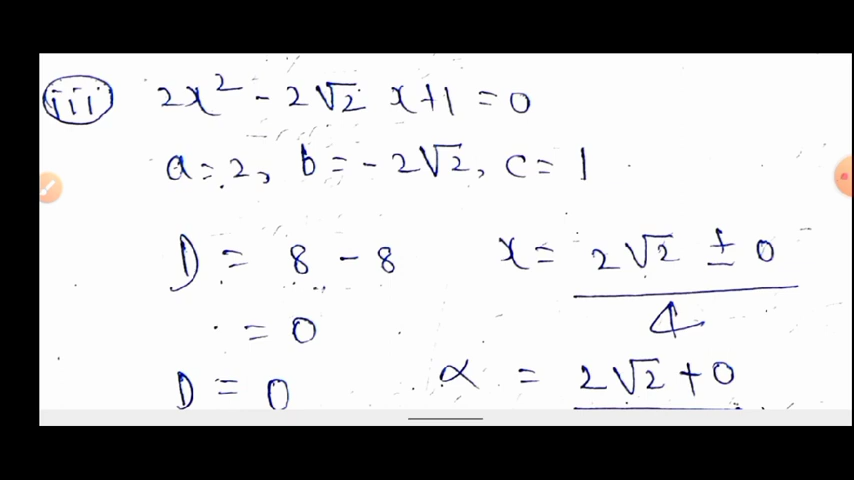 iii 2x² - 2√2 x+1 = 0
a = 2, b = - 2√2, c = 1
D = 8 - 8
= 0
D = 0
x = 2√2 ± 0 / 4
α = 2√2 + 0